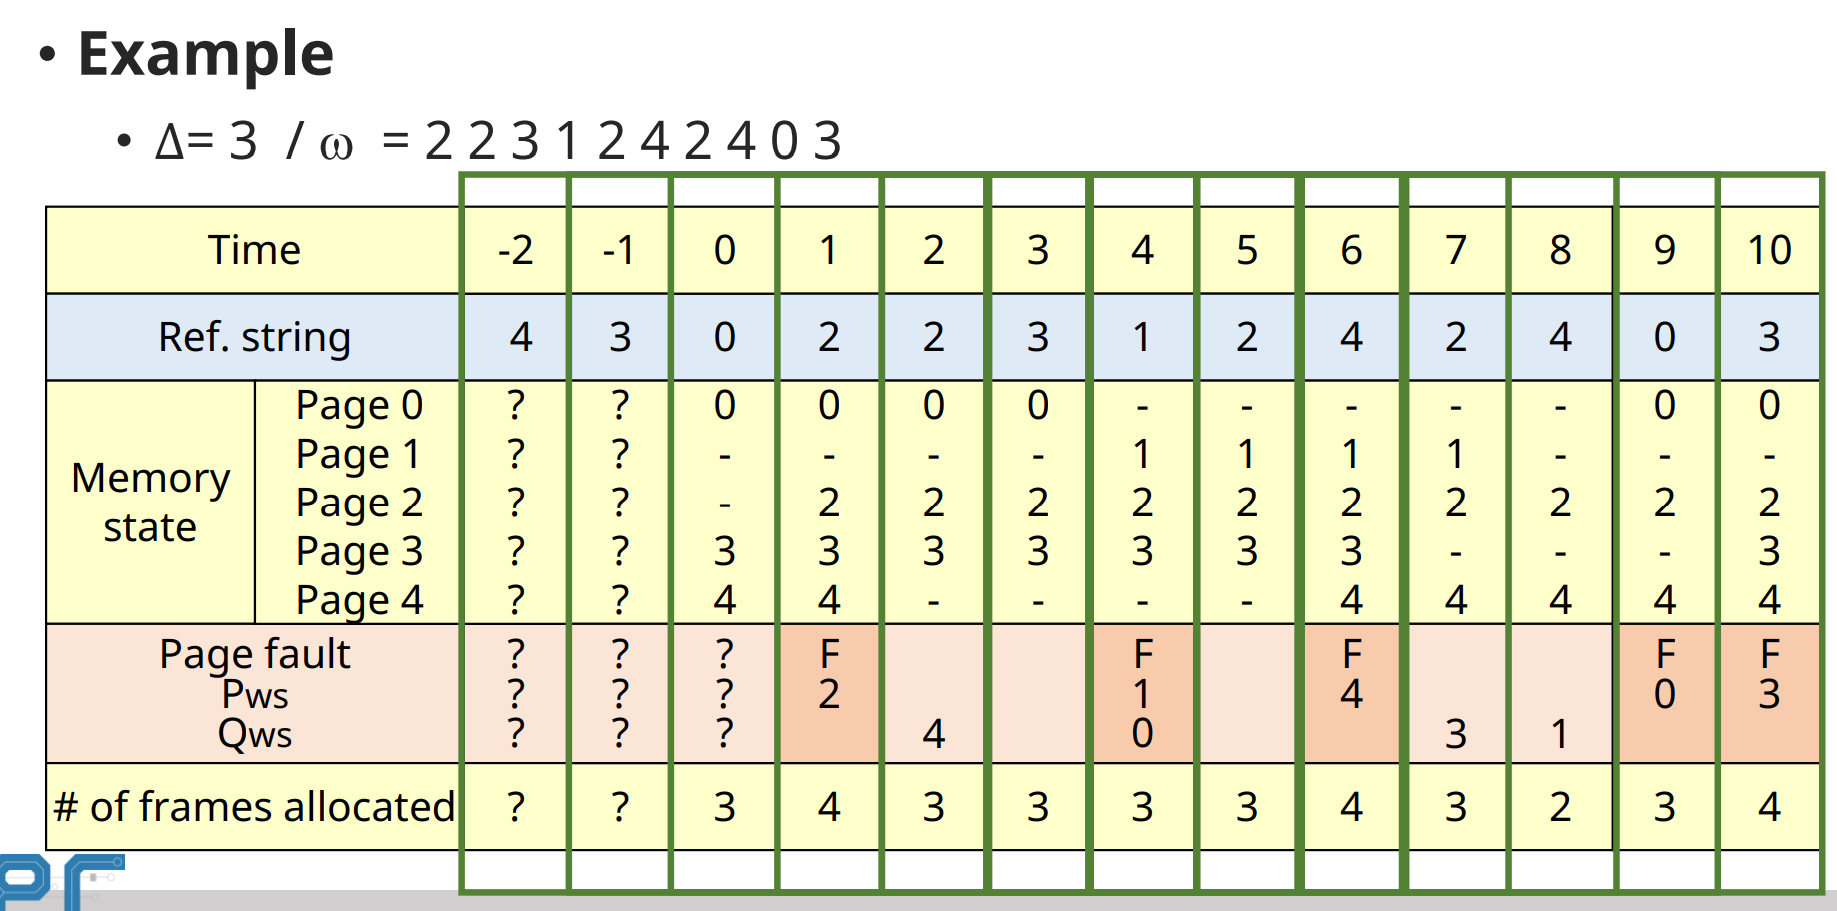 • Example
• Δ= 3 / ω = 2 2 3 1 2 4 2 4 0 3
Time -2 -1 0 1 2 3 4 5 6 7 8 9 10
Ref. string 4 3 0 2 2 3 1 2 4 2 4 0 3
Memory state
Page 0 ? ? 0 0 0 0 - - - - - 0 0
Page 1 ? ? - - - - 1 1 1 1 - - -
Page 2 ? ? - 2 2 2 2 2 2 2 2 2 2
Page 3 ? ? 3 3 3 3 3 3 3 - - - 3
Page 4 ? ? 4 4 - - - - 4 4 4 4 4
Page fault ? ? ? F F F F F
Pws ? ? ? 2 1 4 0 3
Qws ? ? ? 4 0 3 1
# of frames allocated ? ? 3 4 3 3 3 3 4 3 2 3 4